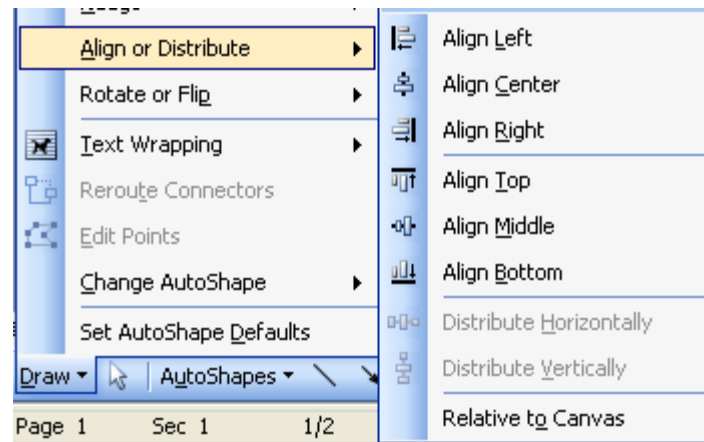 Align or Distribute
Rotate or Flip
Text Wrapping
Reroute Connectors
Edit Points
Change AutoShape
Set AutoShape Defaults
Draw
AutoShapes
Page 1 Sec 1 1/2
Align Left
Align Center
Align Right
Align Top
Align Middle
Align Bottom
Distribute Horizontally
Distribute Vertically
Relative to Canvas